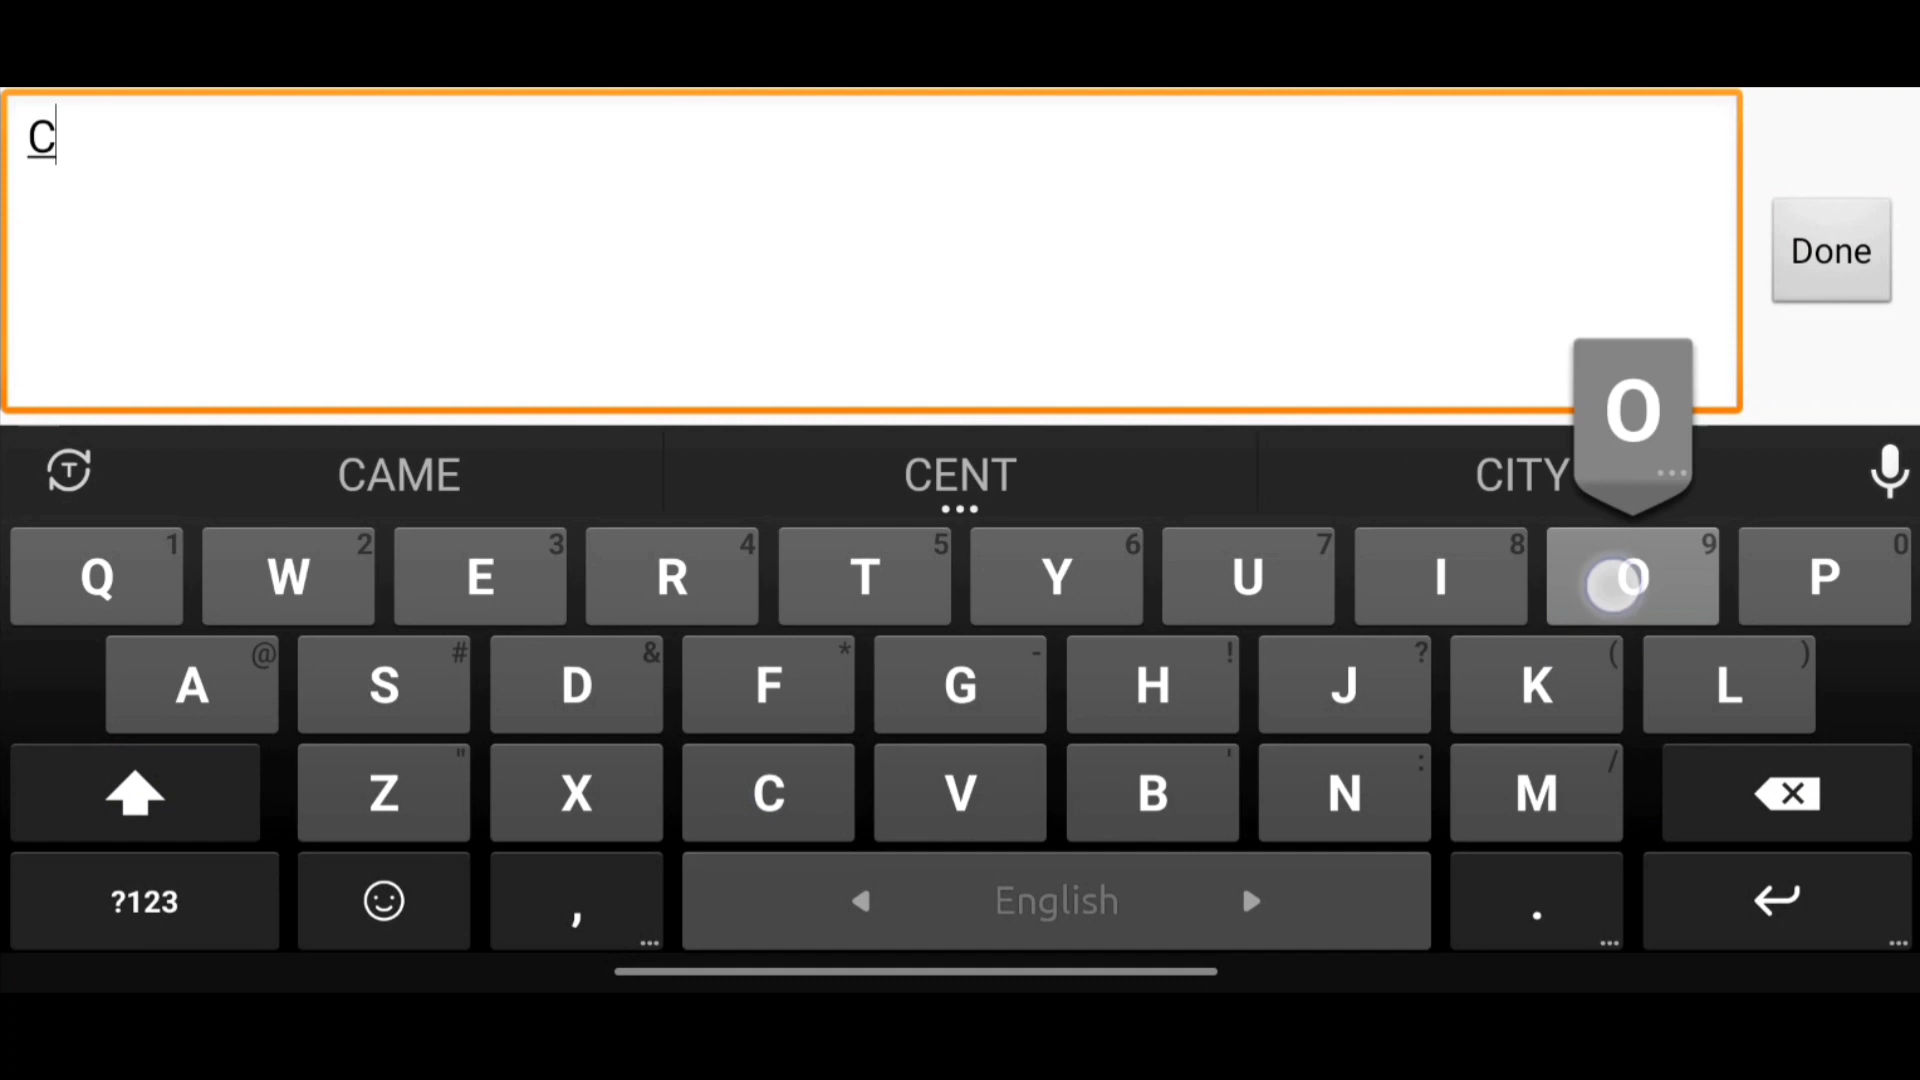 C
Done
O
CAME CENT CITY
Q 1 W 2 E 3 R 4 T 5 Y 6 U 7 I 8 O 9 P 0
A @ S # D & F * G - H ! J ? K ( L )
Z " X C V B ' N : M /
?123 , English .